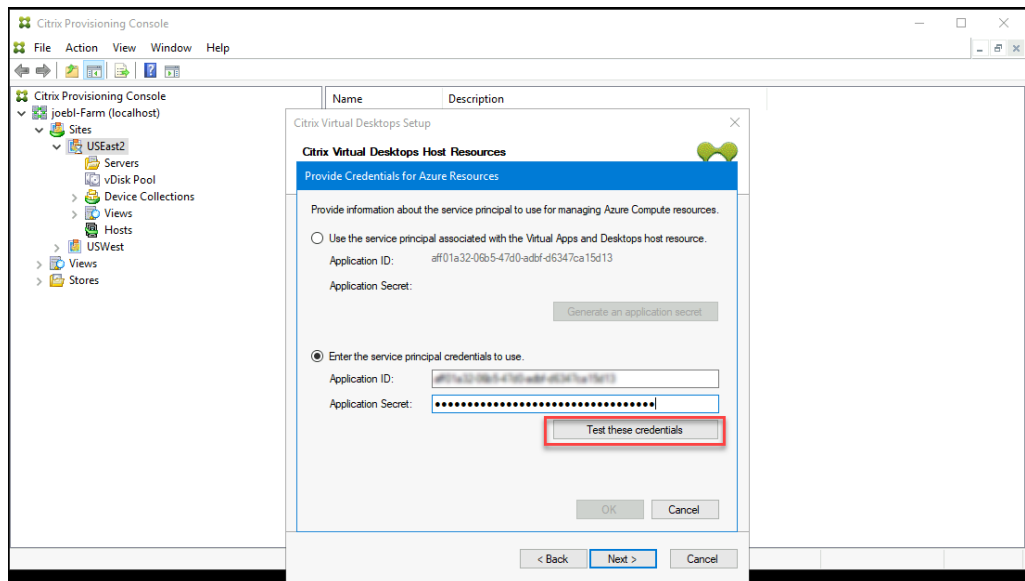 Citrix Provisioning Console
File Action View Window Help
Citrix Provisioning Console
joebl-Farm (localhost)
Sites
USEast2
Servers
vDisk Pool
Device Collections
Views
Hosts
USWest
Views
Stores
Name Description
Citrix Virtual Desktops Setup
Citrix Virtual Desktops Host Resources
Provide Credentials for Azure Resources
Provide information about the service principal to use for managing Azure Compute resources.
Use the service principal associated with the Virtual Apps and Desktops host resource.
Application ID: aff01a32-06b5-47d0-adbf-d6347ca15d13
Application Secret:
Generate an application secret
Enter the service principal credentials to use.
Application ID:
Application Secret:
Test these credentials
OK Cancel
< Back Next > Cancel